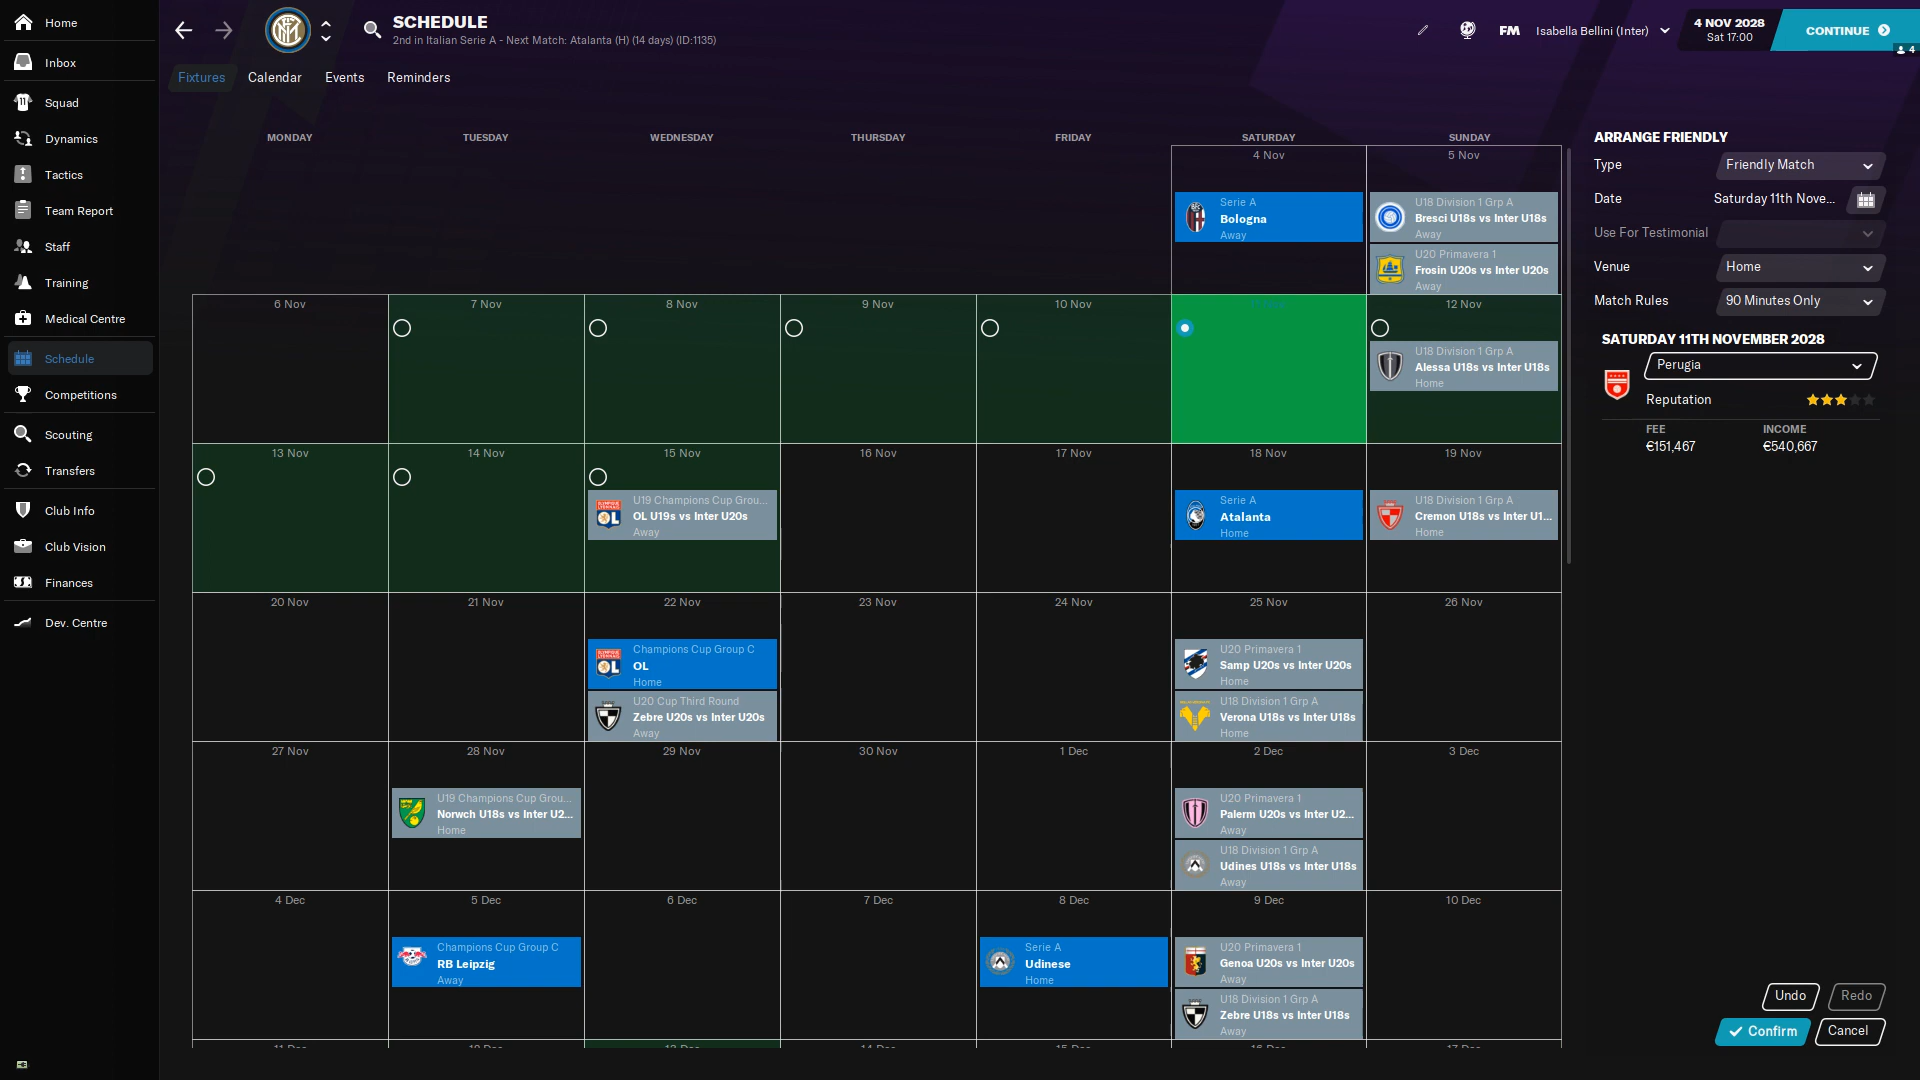 Home
Inbox
Squad
Dynamics
Tactics
Team Report
Staff
Training
Medical Centre
Schedule
Competitions
Scouting
Transfers
Club Info
Club Vision
Finances
Dev. Centre
SCHEDULE
2nd in Italian Serie A - Next Match: Atalanta (H) (14 days) (ID:1135)
FM
Isabella Bellini (Inter)
4 NOV 2028
Sat 17:00
CONTINUE
4
Fixtures
Calendar
Events
Reminders
MONDAY
TUESDAY
WEDNESDAY
THURSDAY
FRIDAY
SATURDAY
SUNDAY
4 Nov
Serie A
Bologna
Away
5 Nov
U18 Division 1 Grp A
Bresci U18s vs Inter U18s
Away
U20 Primavera 1
Frosin U20s vs Inter U20s
Away
6 Nov
7 Nov
8 Nov
9 Nov
10 Nov
12 Nov
U18 Division 1 Grp A
Alessa U18s vs Inter U18s
Home
13 Nov
14 Nov
15 Nov
U19 Champions Cup Grou...
OL U19s vs Inter U20s
Away
16 Nov
17 Nov
18 Nov
Serie A
Atalanta
Home
19 Nov
U18 Division 1 Grp A
Cremon U18s vs Inter U1...
Home
20 Nov
21 Nov
22 Nov
Champions Cup Group C
OL
Home
U20 Cup Third Round
Zebre U20s vs Inter U20s
Away
23 Nov
24 Nov
25 Nov
U20 Primavera 1
Samp U20s vs Inter U20s
Home
U18 Division 1 Grp A
Verona U18s vs Inter U18s
Home
26 Nov
27 Nov
28 Nov
U19 Champions Cup Grou...
Norwch U18s vs Inter U2...
Home
29 Nov
30 Nov
1 Dec
2 Dec
U20 Primavera 1
Palerm U20s vs Inter U2...
Away
U18 Division 1 Grp A
Udines U18s vs Inter U18s
Away
3 Dec
4 Dec
5 Dec
Champions Cup Group C
RB Leipzig
Away
6 Dec
7 Dec
8 Dec
Serie A
Udinese
Home
9 Dec
U20 Primavera 1
Genoa U20s vs Inter U20s
Away
U18 Division 1 Grp A
Zebre U18s vs Inter U18s
Away
10 Dec
ARRANGE FRIENDLY
Type
Friendly Match
Date
Saturday 11th Nove...
Use For Testimonial
Venue
Home
Match Rules
90 Minutes Only
SATURDAY 11TH NOVEMBER 2028
Perugia
Reputation
FEE
INCOME
€151,467
€540,667
Undo
Redo
Confirm
Cancel